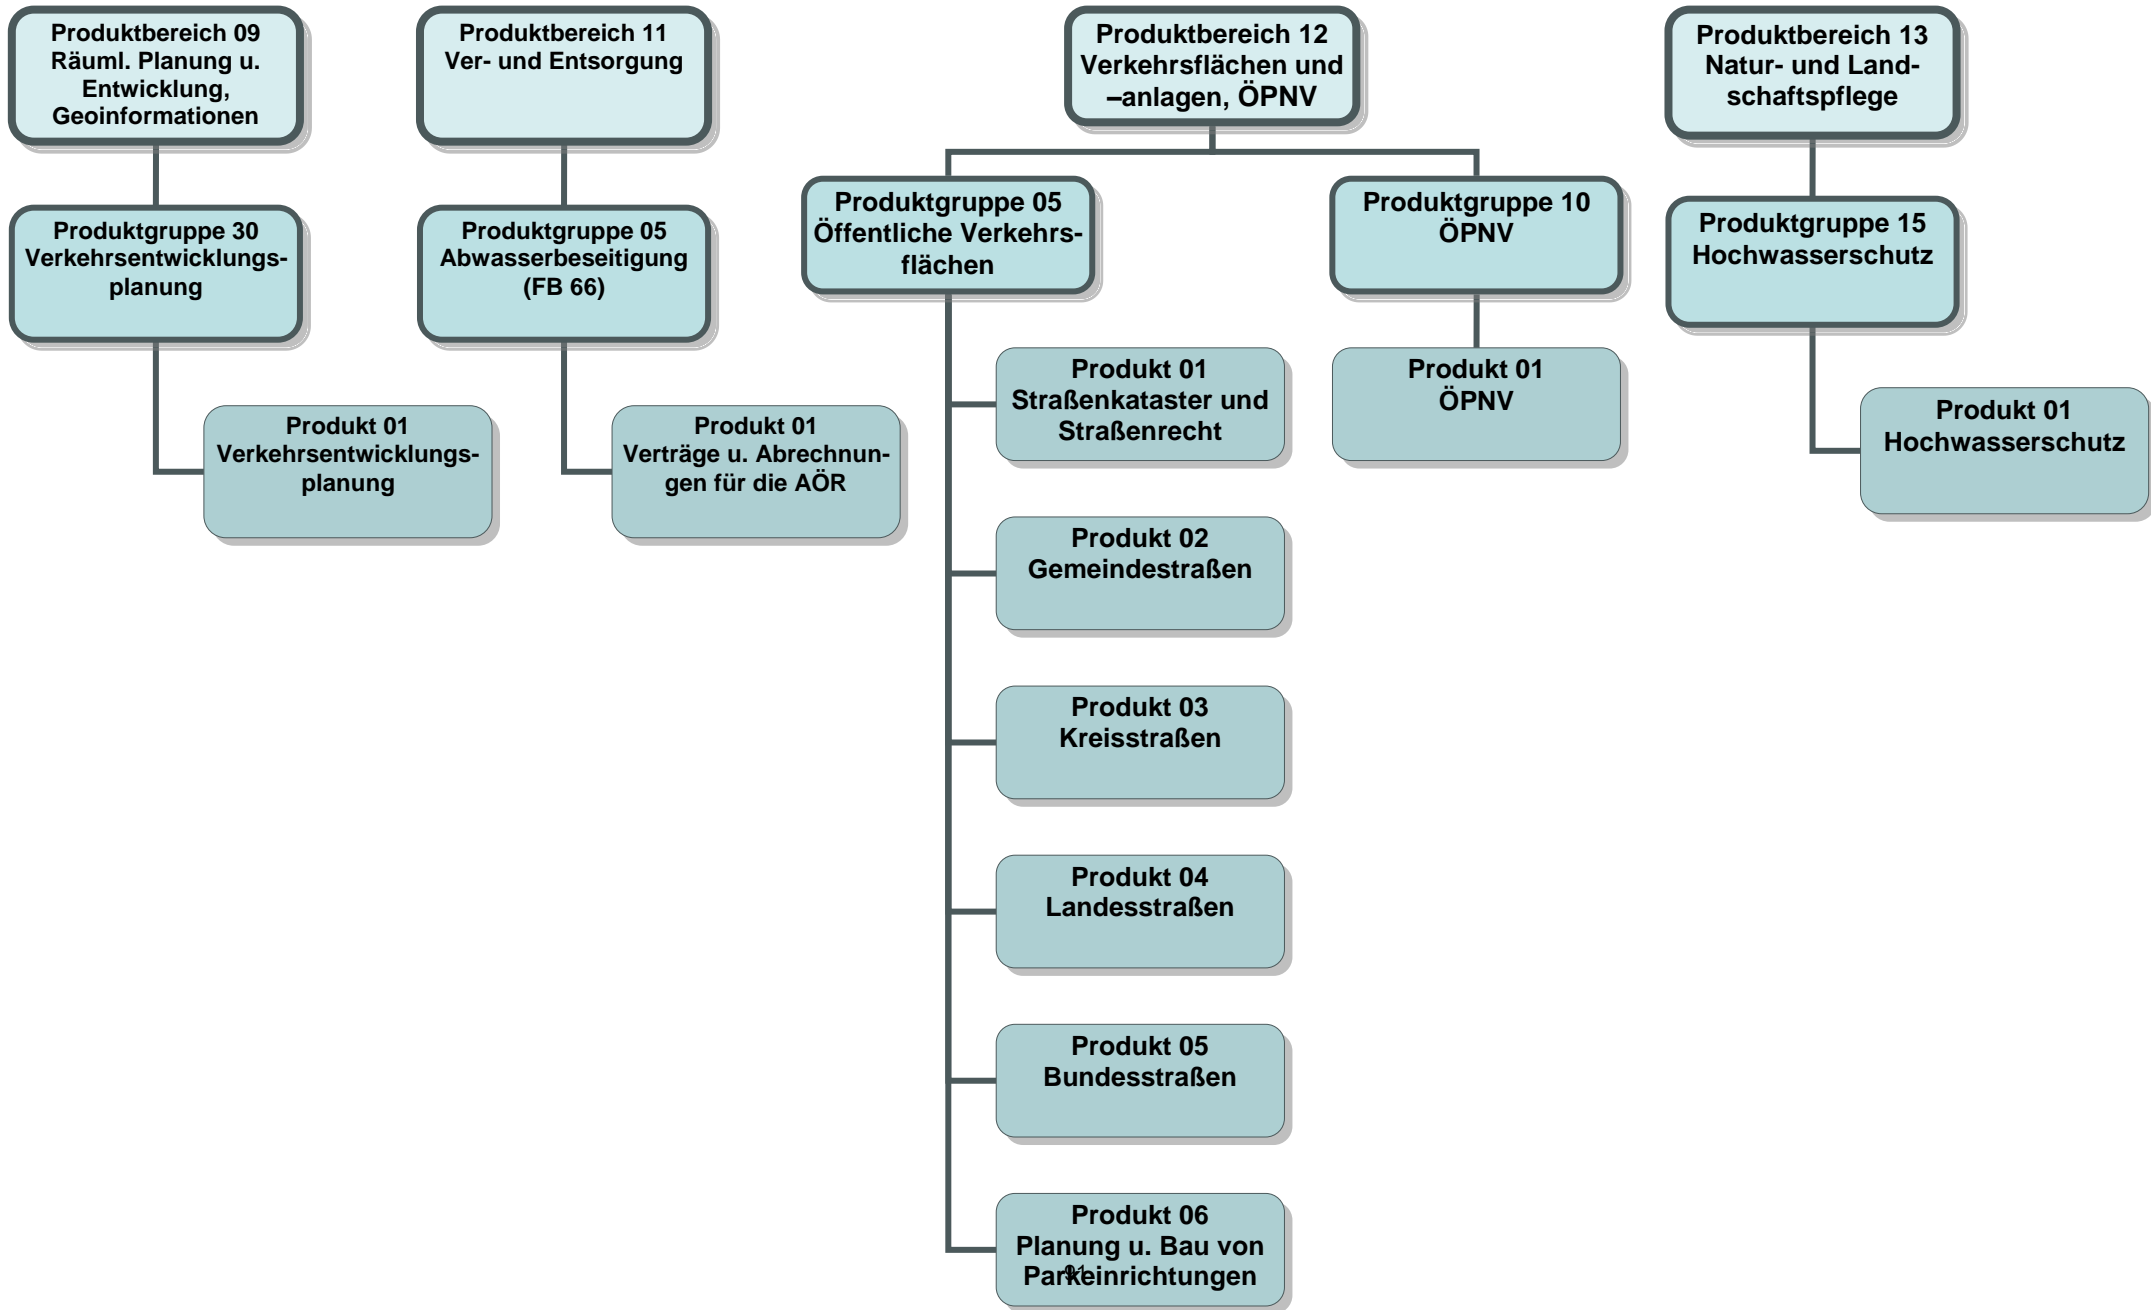 Produktbereich 09
Räuml. Planung u.
Entwicklung,
Geoinformationen
Produktgruppe 30
Verkehrsentwicklungs-
planung
Produkt 01
Verkehrsentwicklungs-
planung
Produktbereich 11
Ver- und Entsorgung
Produktgruppe 05
Abwasserbeseitigung
(FB 66)
Produkt 01
Verträge u. Abrechnun-
gen für die AÖR
Produktbereich 12
Verkehrsflächen und
–anlagen, ÖPNV
Produktgruppe 05
Öffentliche Verkehrs-
flächen
Produkt 01
Straßenkataster und
Straßenrecht
Produkt 02
Gemeindestraßen
Produkt 03
Kreisstraßen
Produkt 04
Landesstraßen
Produkt 05
Bundesstraßen
Produkt 06
Planung u. Bau von
Parkeinrichtungen
91
Produktgruppe 10
ÖPNV
Produkt 01
ÖPNV
Produktbereich 13
Natur- und Land-
schaftspflege
Produktgruppe 15
Hochwasserschutz
Produkt 01
Hochwasserschutz